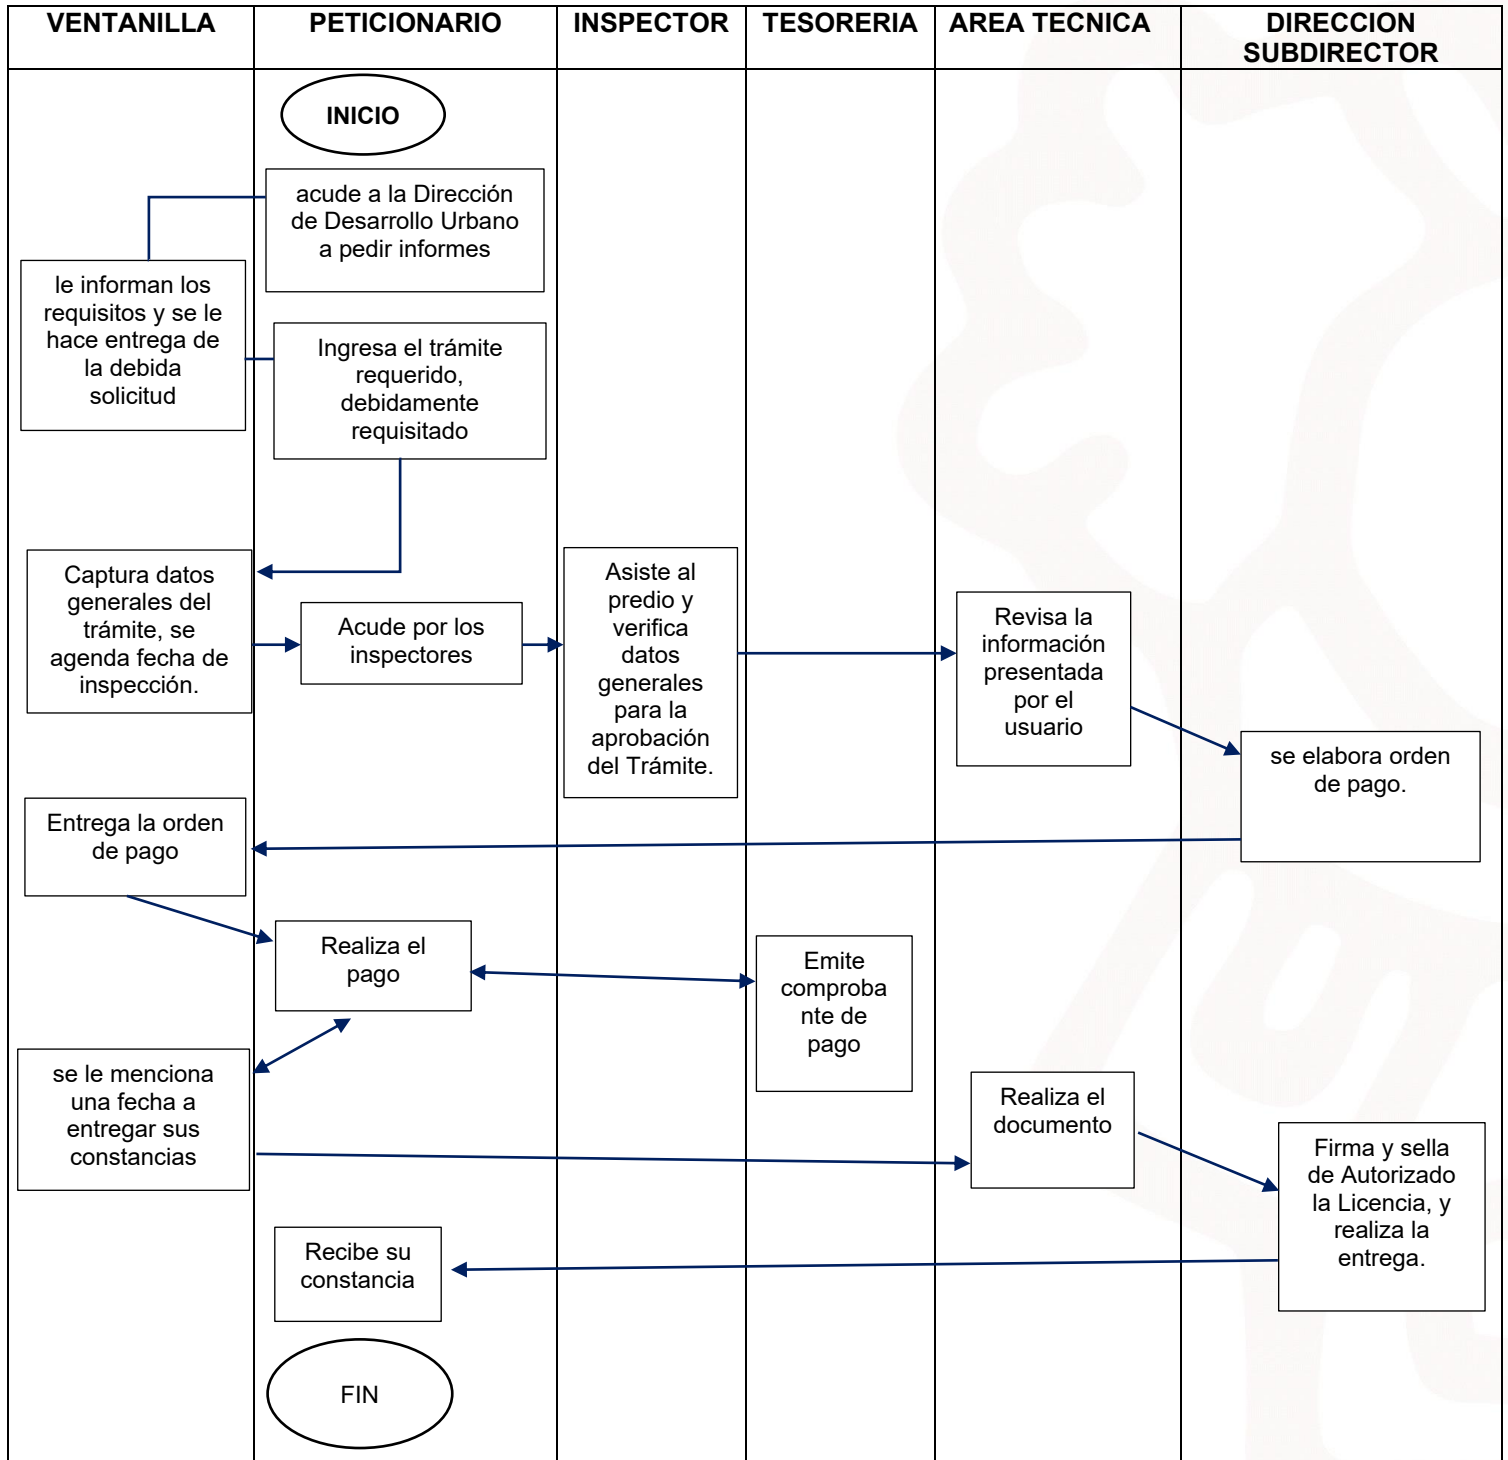 VENTANILLA
PETICIONARIO
INSPECTOR
TESORERIA
AREA TECNICA
DIRECCION
SUBDIRECTOR
INICIO
acude a la Dirección
de Desarrollo Urbano
a pedir informes
le informan los
requisitos y se le
hace entrega de
la debida
solicitud
Ingresa el trámite
requerido,
debidamente
requisitado
Captura datos
generales del
trámite, se
agenda fecha de
inspección.
Acude por los
inspectores
Asiste al
predio y
verifica
datos
generales
para la
aprobación
del Trámite.
Revisa la
información
presentada
por el
usuario
se elabora orden
de pago.
Entrega la orden
de pago
Realiza el
pago
Emite
comproba
nte de
pago
se le menciona
una fecha a
entregar sus
constancias
Realiza el
documento
Firma y sella
de Autorizado
la Licencia, y
realiza la
entrega.
Recibe su
constancia
FIN